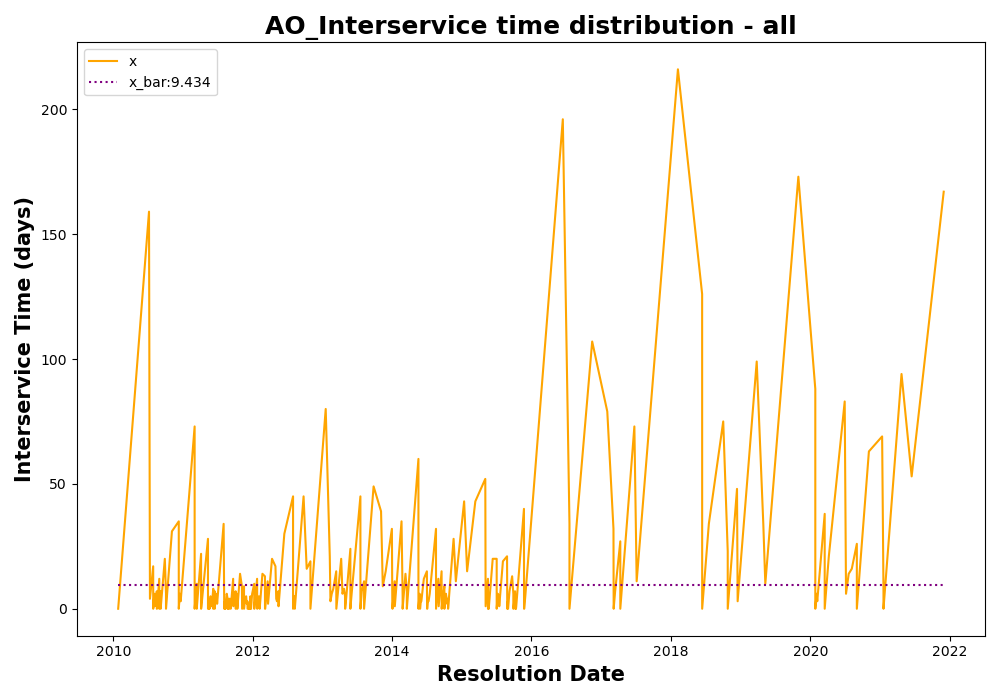 AO_Interservice time distribution - all
x
x_bar:9.434
Interservice Time (days)
200
150
100
50
0
2010 2012 2014 2016 2018 2020 2022
Resolution Date